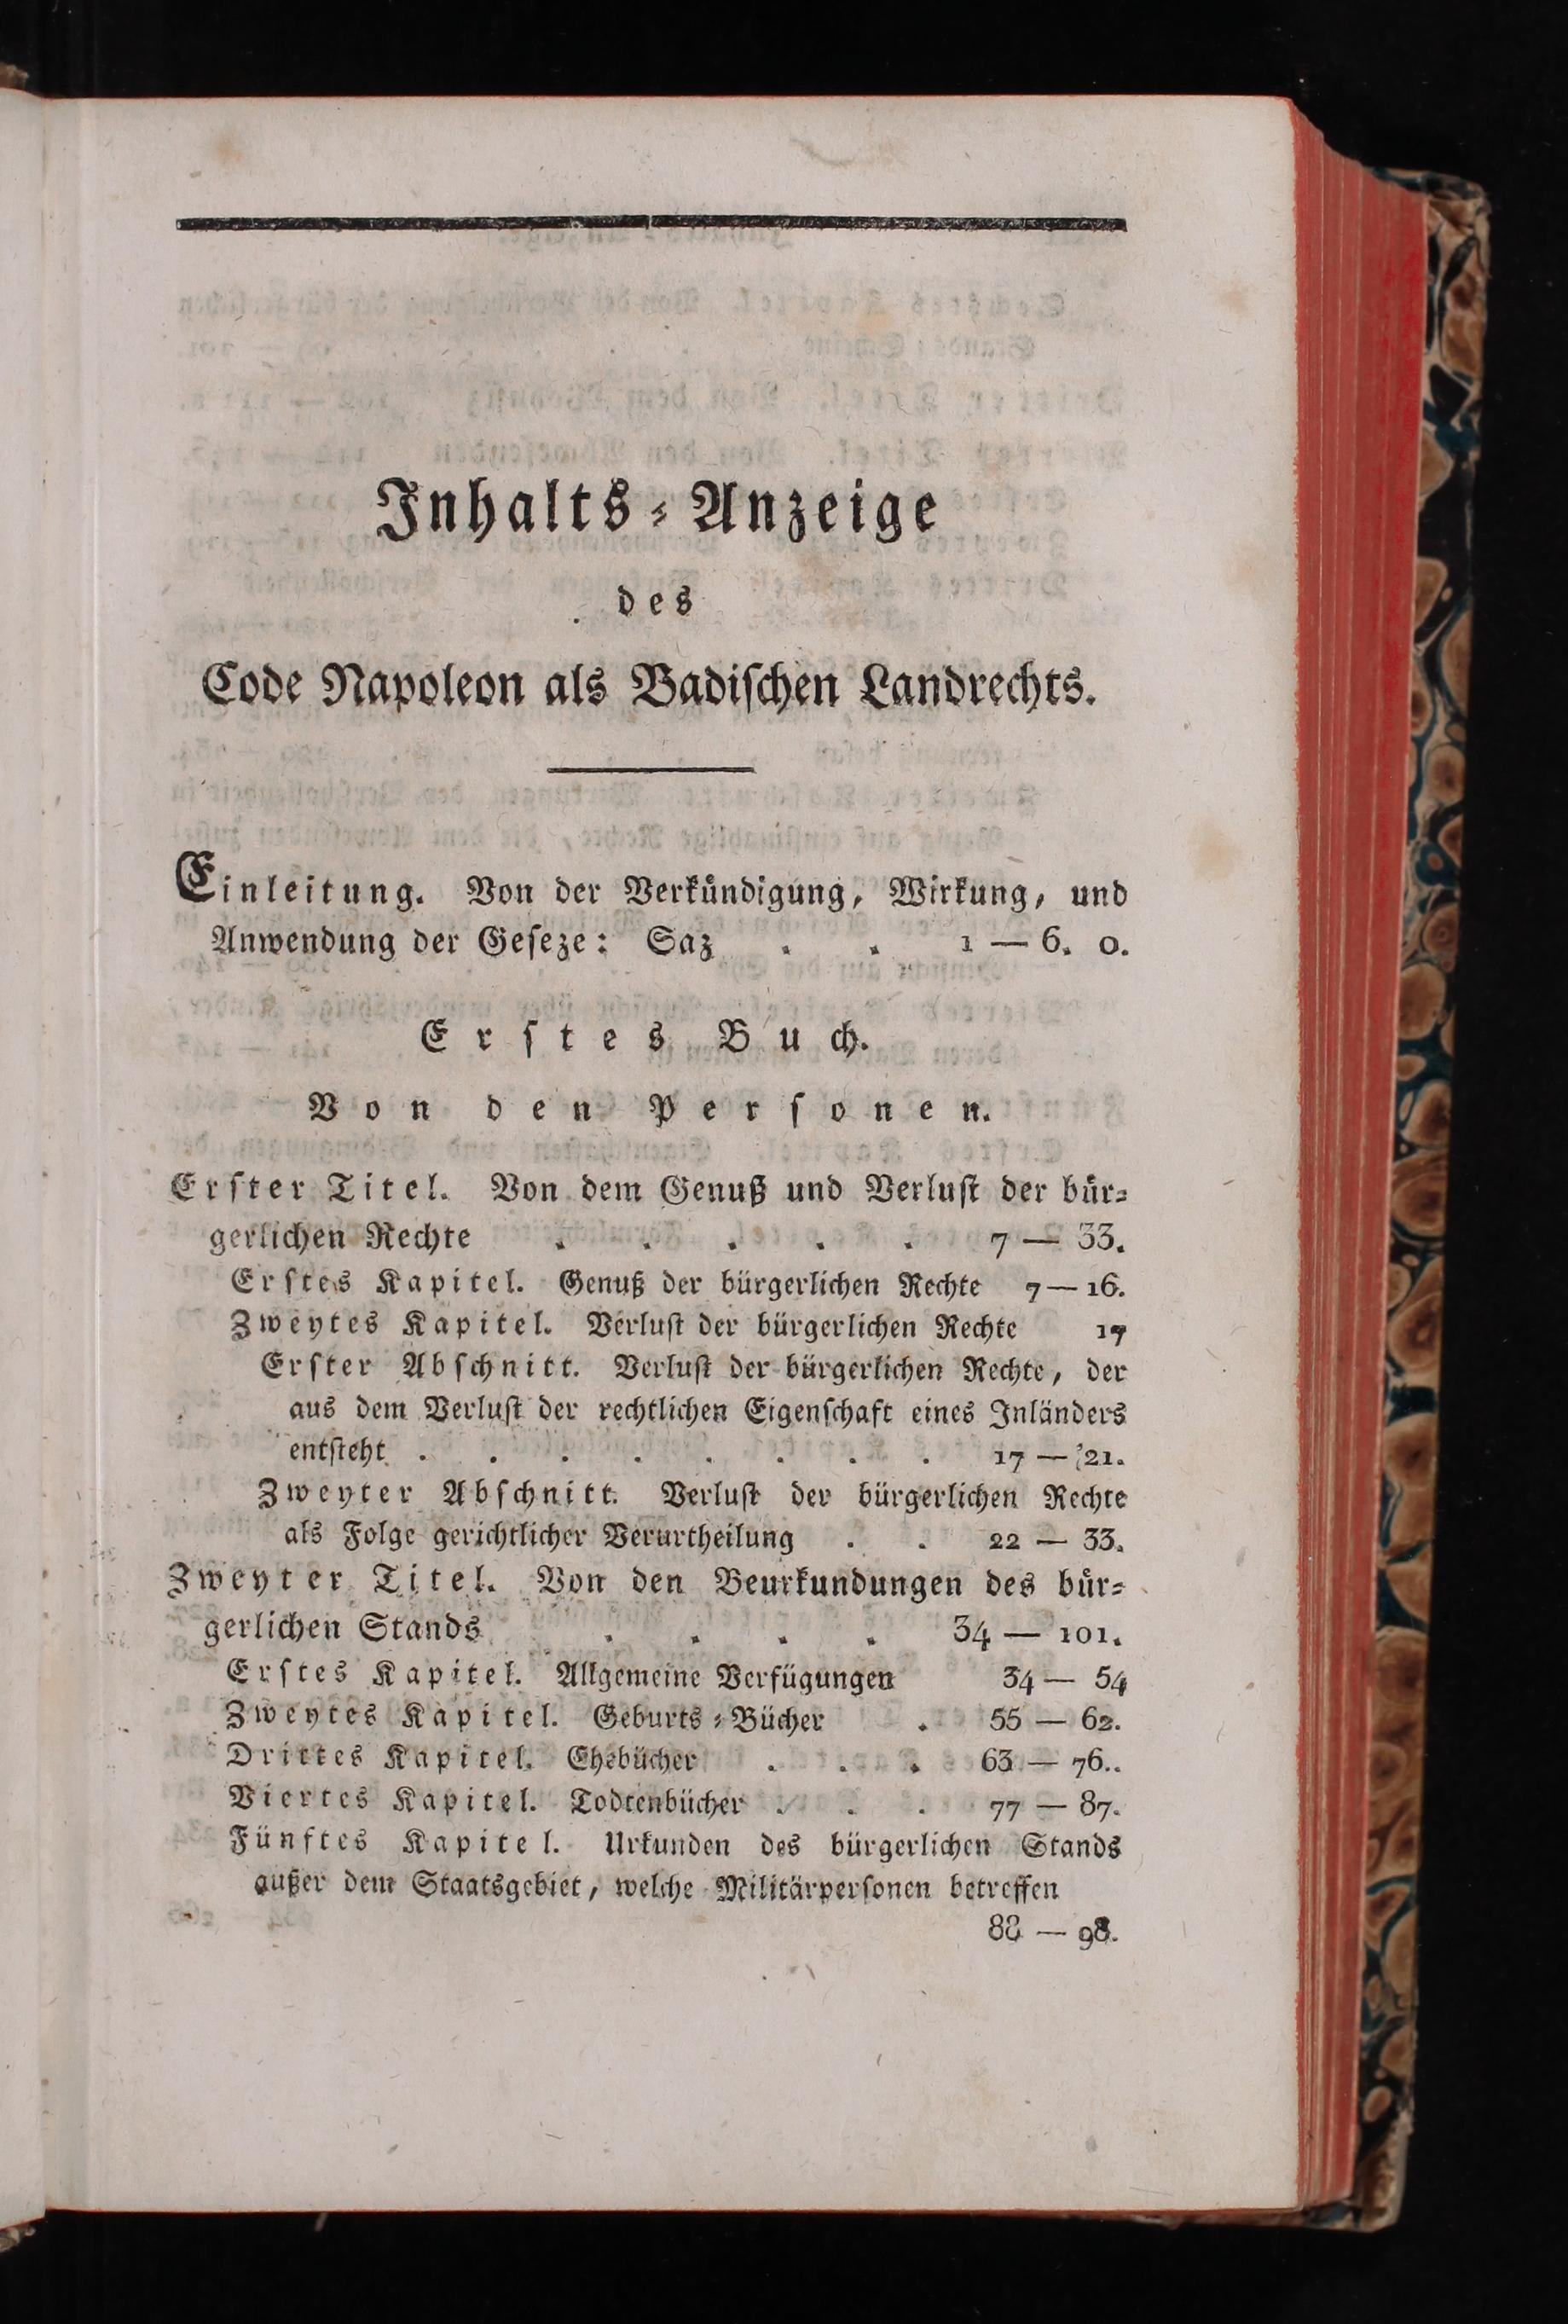 Inhalts-Anzeige
des
Code Napoleon als Badischen Landrechts.
Einleitung. Von der Verkündigung, Wirkung, und
Anwendung der Geseze: Saz . . 1 — 6. o.
Erstes Buch.
Von den Personen.
Erster Titel. Von dem Genuß und Verlust der bür-
gerlichen Rechte . . . . . 7 — 33.
Erstes Kapitel. Genuß der bürgerlichen Rechte 7 — 16.
Zweytes Kapitel. Verlust der bürgerlichen Rechte 17
Erster Abschnitt. Verlust der bürgerlichen Rechte, der
aus dem Verlust der rechtlichen Eigenschaft eines Inländers
entsteht . . . . . . . . 17 — 21.
Zweyter Abschnitt. Verlust der bürgerlichen Rechte
als Folge gerichtlicher Verurtheilung . . 22 — 33.
Zweyter Titel. Von den Beurkundungen des bür-
gerlichen Stands . . . . 34 — 101.
Erstes Kapitel. Allgemeine Verfügungen 34 — 54
Zweytes Kapitel. Geburts-Bücher . 55 — 62.
Drittes Kapitel. Ehebücher . . . 63 — 76..
Viertes Kapitel. Todtenbücher . . . 77 — 87.
Fünftes Kapitel. Urkunden des bürgerlichen Stands
außer dem Staatsgebiet, welche Militärpersonen betreffen
88 — 98.